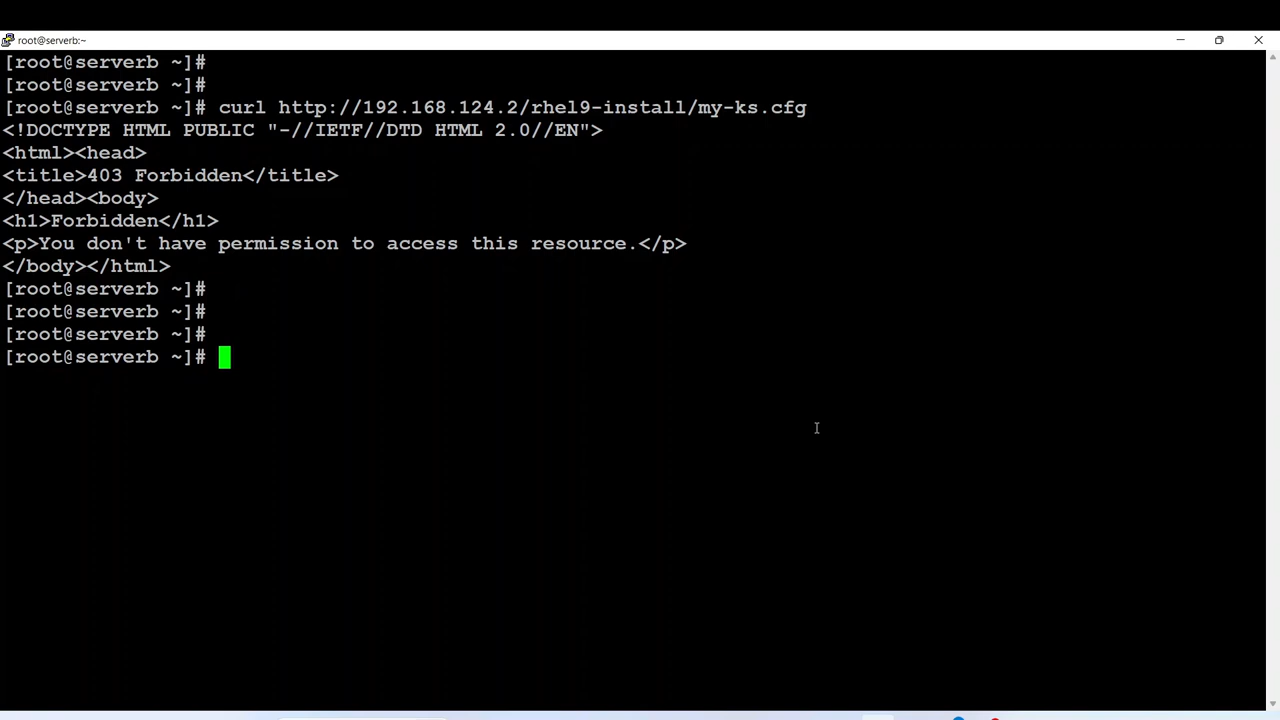 root@serverb:~
[root@serverb ~]#
[root@serverb ~]#
[root@serverb ~]# curl http://192.168.124.2/rhel9-install/my-ks.cfg
<!DOCTYPE HTML PUBLIC "-//IETF//DTD HTML 2.0//EN">
<html><head>
<title>403 Forbidden</title>
</head><body>
<h1>Forbidden</h1>
<p>You don't have permission to access this resource.</p>
</body></html>
[root@serverb ~]#
[root@serverb ~]#
[root@serverb ~]#
[root@serverb ~]#